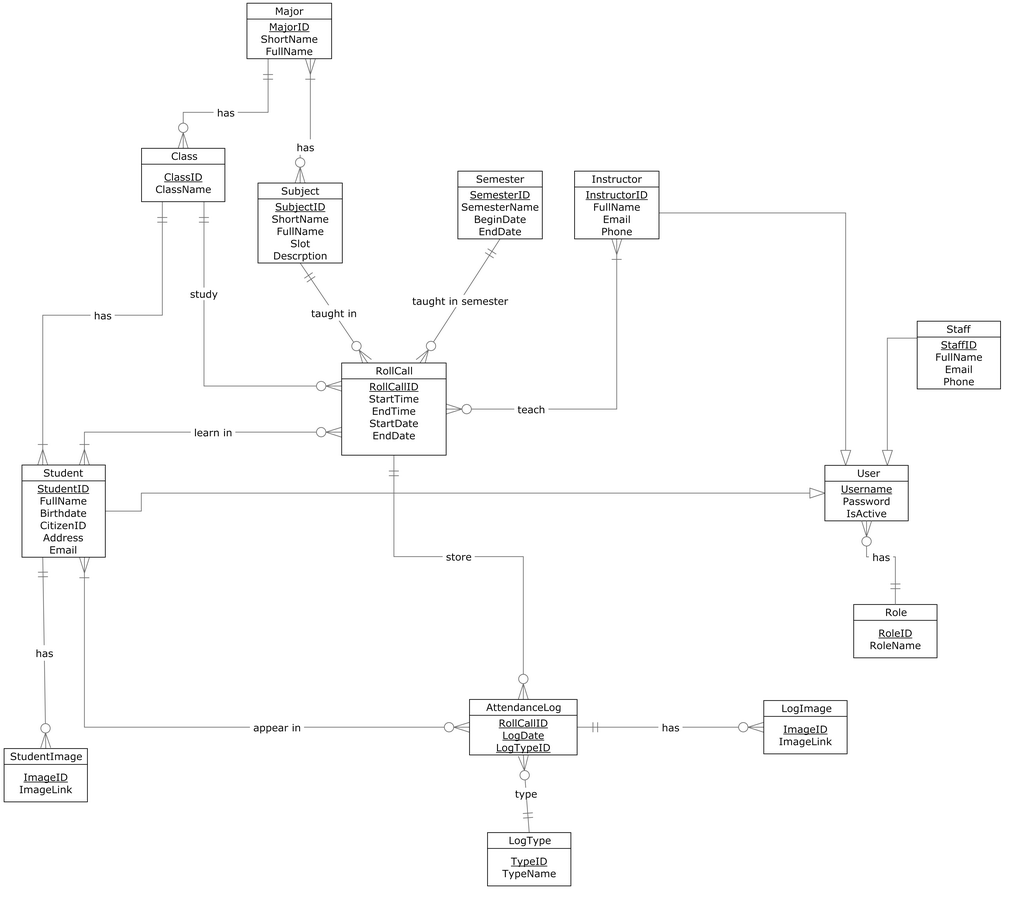 Major
MajorID
ShortName
FullName
has
has
Class
ClassID
ClassName
Subject
SubjectID
ShortName
FullName
Slot
Descrption
Semester
SemesterID
SemesterName
BeginDate
EndDate
Instructor
InstructorID
FullName
Email
Phone
study
has
taught in
taught in semester
Staff
StaffID
FullName
Email
Phone
RollCall
RollCallID
StartTime
EndTime
StartDate
EndDate
teach
learn in
Student
StudentID
FullName
Birthdate
CitizenID
Address
Email
User
Username
Password
IsActive
store
has
Role
RoleID
RoleName
has
appear in
AttendanceLog
RollCallID
LogDate
LogTypeID
has
LogImage
ImageID
ImageLink
StudentImage
ImageID
ImageLink
type
LogType
TypeID
TypeName